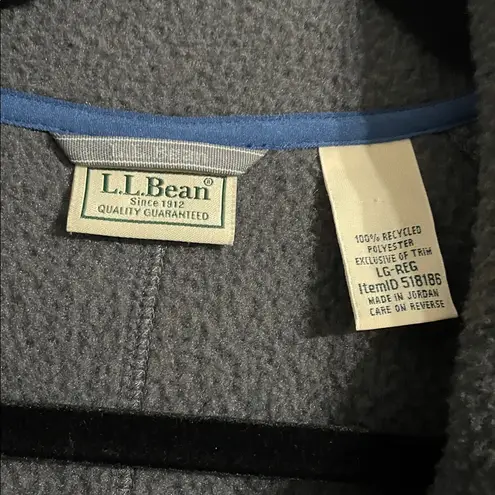 L.L.Bean®
Since 1912
QUALITY GUARANTEED
100% RECYCLED
POLYESTER
EXCLUSIVE OF TRIM
LG-REG
ItemID 518186
MADE IN JORDAN
CARE ON REVERSE